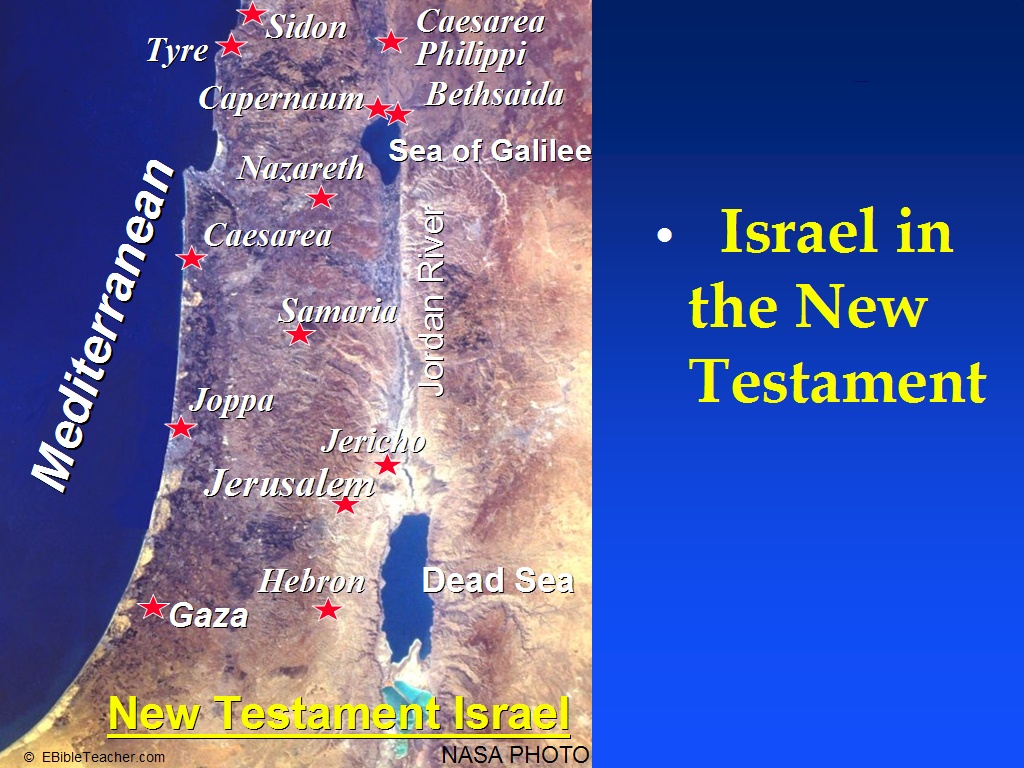 Sidon
Tyre
Caesarea
Philippi
Capernaum
Bethsaida
Sea of Galilee
Nazareth
Mediterranean
Caesarea
Jordan River
Samaria
Joppa
Jericho
Jerusalem
Hebron
Dead Sea
Gaza
New Testament Israel
© EBibleTeacher.com
NASA PHOTO
• Israel in
the New
Testament